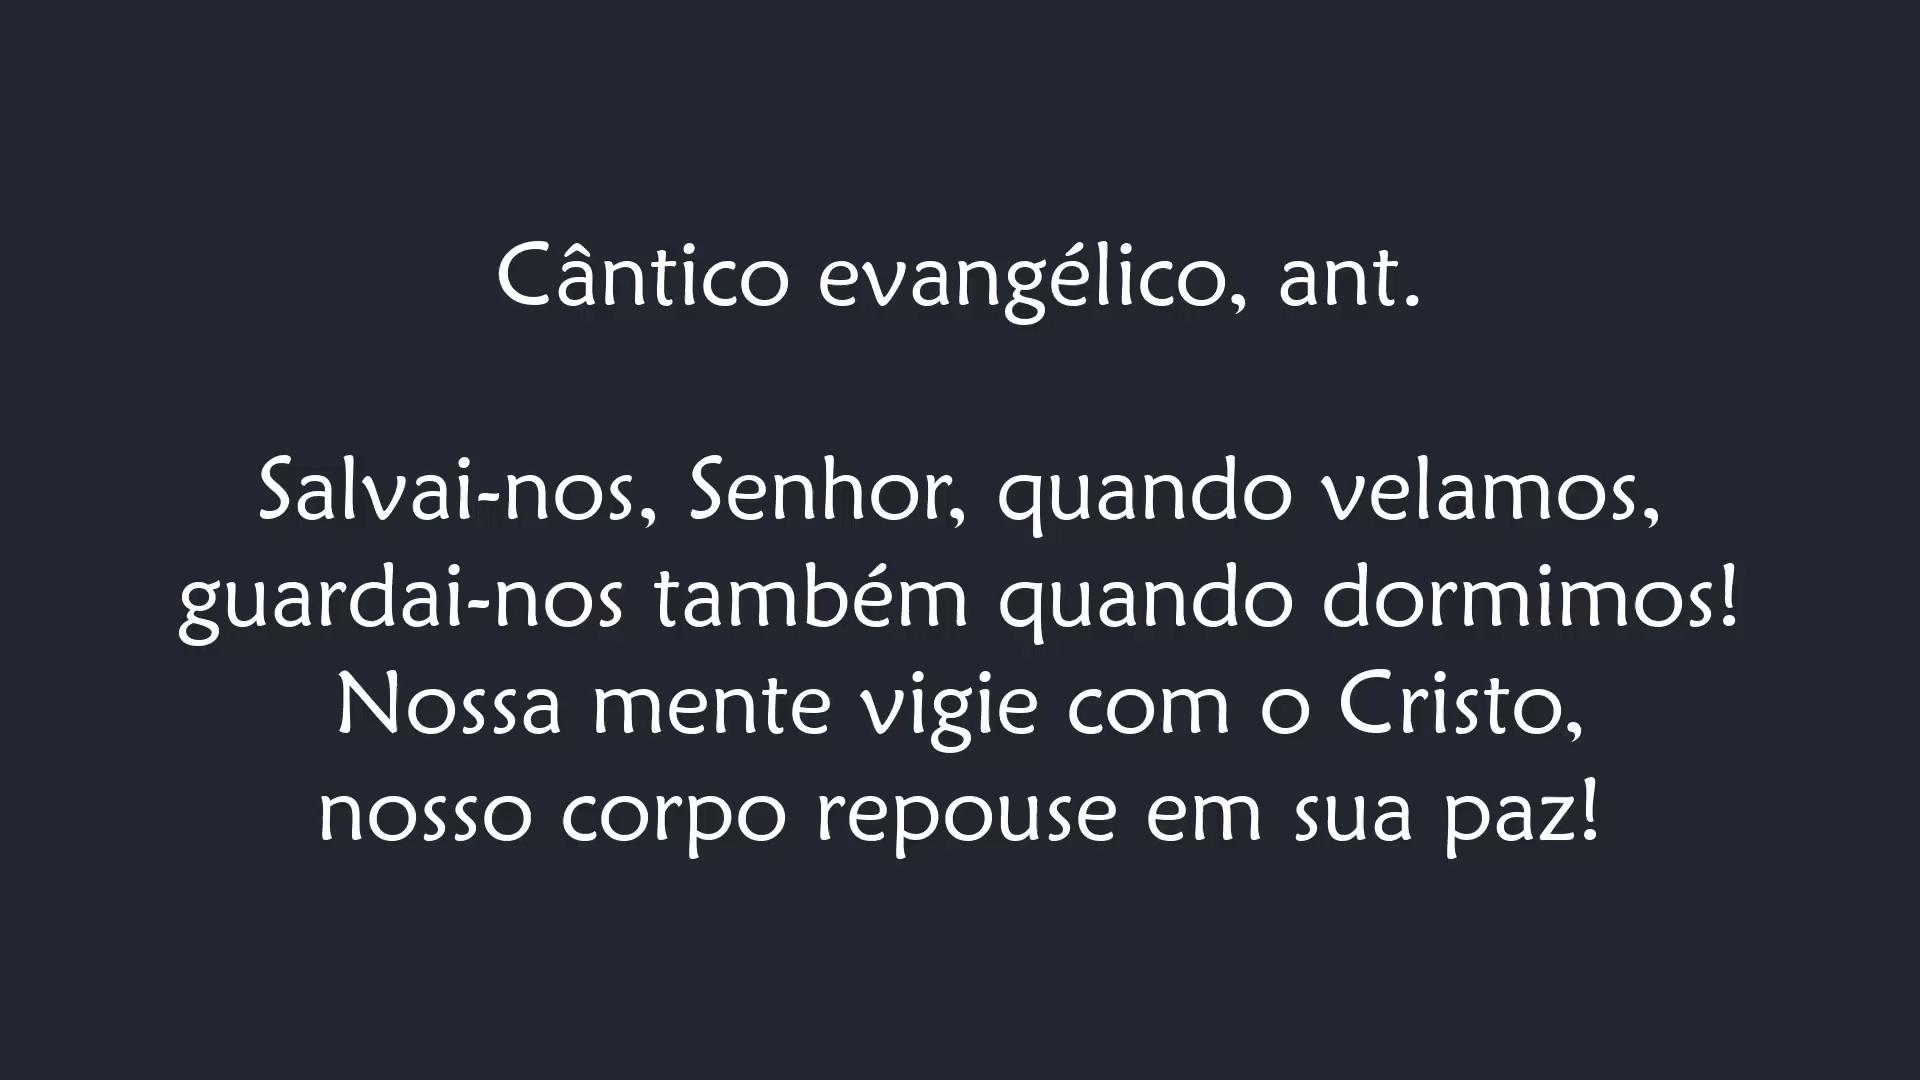 Cântico evangélico, ant.
Salvai-nos, Senhor, quando velamos,
guardai-nos também quando dormimos!
Nossa mente vigie com o Cristo,
nosso corpo repouse em sua paz!